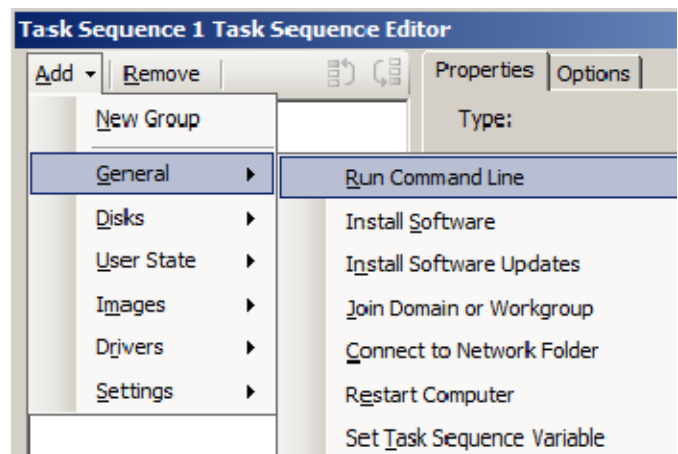 Task Sequence 1 Task Sequence Editor
Add Remove
Properties Options
Type:
New Group
General
Disks
User State
Images
Drivers
Settings
Run Command Line
Install Software
Install Software Updates
Join Domain or Workgroup
Connect to Network Folder
Restart Computer
Set Task Sequence Variable